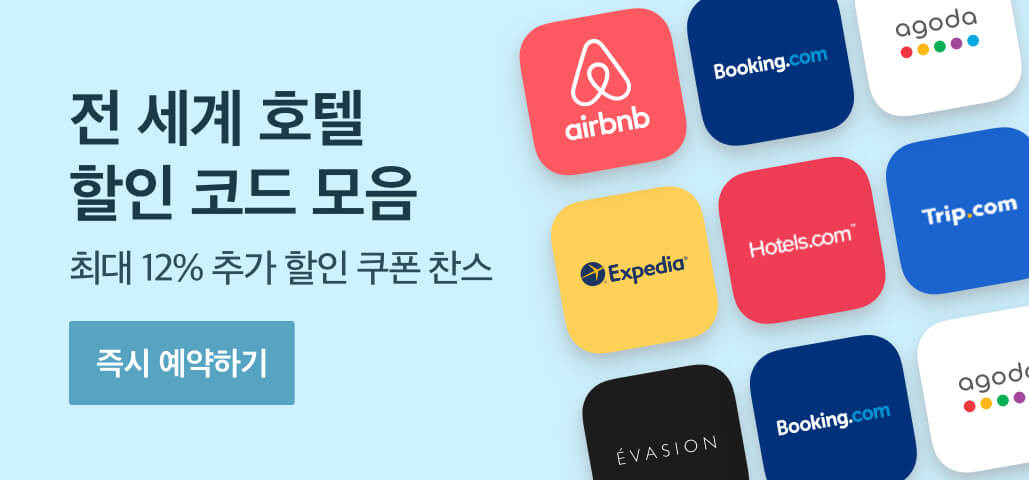 전 세계 호텔
할인 코드 모음
최대 12% 추가 할인 쿠폰 찬스
즉시 예약하기
airbnb
Booking.com
agoda
Expedia®
Hotels.com™
Trip.com
ÉVASION
Booking.com
agoda